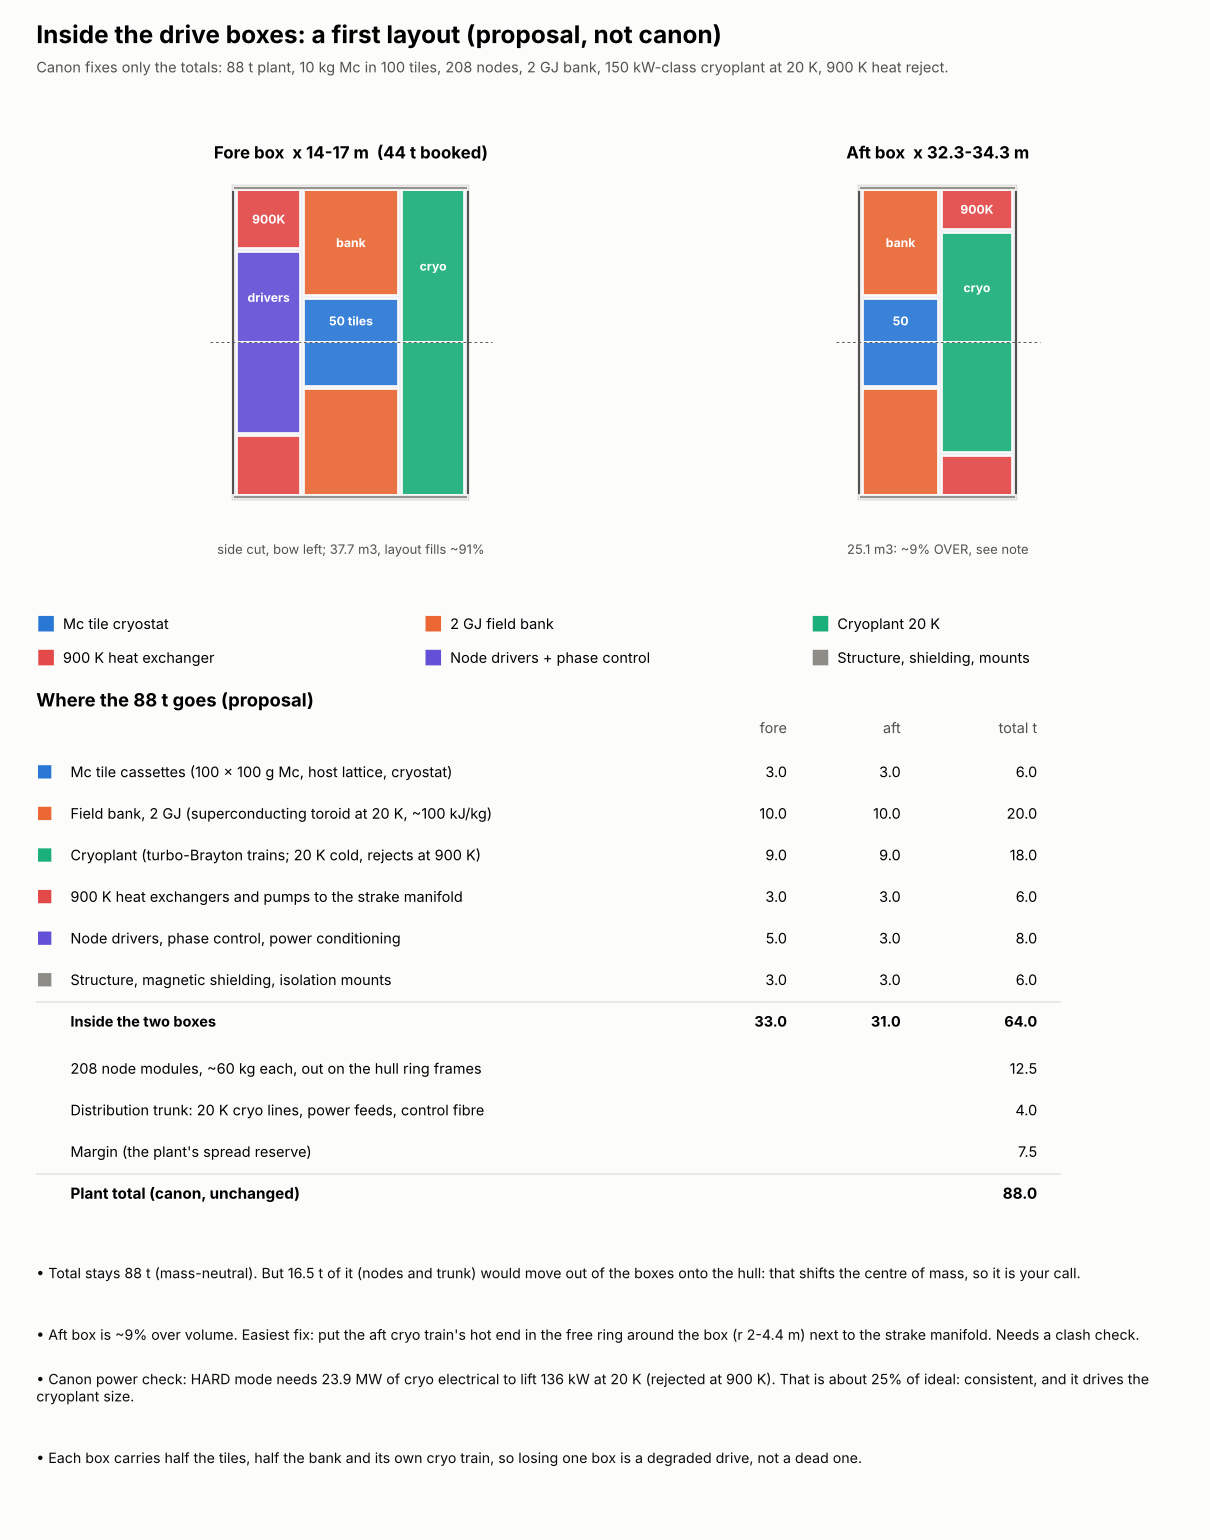 Inside the drive boxes: a first layout (proposal, not canon)
Canon fixes only the totals: 88 t plant, 10 kg Mc in 100 tiles, 208 nodes, 2 GJ bank, 150 kW-class cryoplant at 20 K, 900 K heat reject.
Fore box x 14-17 m (44 t booked)
900K
bank
cryo
drivers
50 tiles
side cut, bow left; 37.7 m3, layout fills ~91%
Aft box x 32.3-34.3 m
900K
bank
cryo
50
25.1 m3: ~9% OVER, see note
Mc tile cryostat
2 GJ field bank
Cryoplant 20 K
900 K heat exchanger
Node drivers + phase control
Structure, shielding, mounts
Where the 88 t goes (proposal)
fore aft total t
Mc tile cassettes (100 × 100 g Mc, host lattice, cryostat) 3.0 3.0 6.0
Field bank, 2 GJ (superconducting toroid at 20 K, ~100 kJ/kg) 10.0 10.0 20.0
Cryoplant (turbo-Brayton trains; 20 K cold, rejects at 900 K) 9.0 9.0 18.0
900 K heat exchangers and pumps to the strake manifold 3.0 3.0 6.0
Node drivers, phase control, power conditioning 5.0 3.0 8.0
Structure, magnetic shielding, isolation mounts 3.0 3.0 6.0
Inside the two boxes 33.0 31.0 64.0
208 node modules, ~60 kg each, out on the hull ring frames 12.5
Distribution trunk: 20 K cryo lines, power feeds, control fibre 4.0
Margin (the plant's spread reserve) 7.5
Plant total (canon, unchanged) 88.0
• Total stays 88 t (mass-neutral). But 16.5 t of it (nodes and trunk) would move out of the boxes onto the hull: that shifts the centre of mass, so it is your call.
• Aft box is ~9% over volume. Easiest fix: put the aft cryo train's hot end in the free ring around the box (r 2-4.4 m) next to the strake manifold. Needs a clash check.
• Canon power check: HARD mode needs 23.9 MW of cryo electrical to lift 136 kW at 20 K (rejected at 900 K). That is about 25% of ideal: consistent, and it drives the
cryoplant size.
• Each box carries half the tiles, half the bank and its own cryo train, so losing one box is a degraded drive, not a dead one.